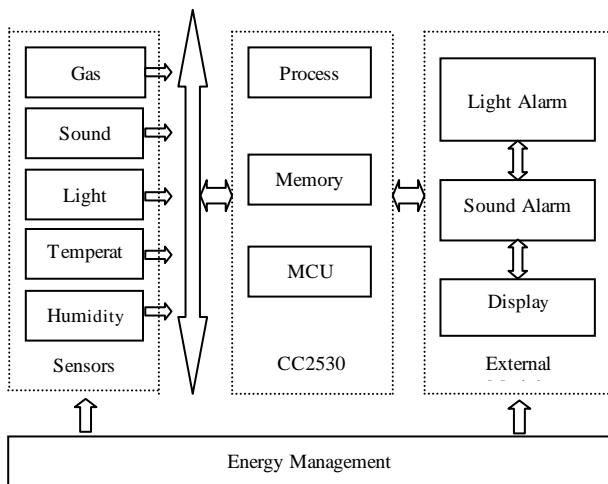 Gas
Sound
Light
Temperat
Humidity
Sensors
Process
Memory
MCU
CC2530
Light Alarm
Sound Alarm
Display
External
Energy Management